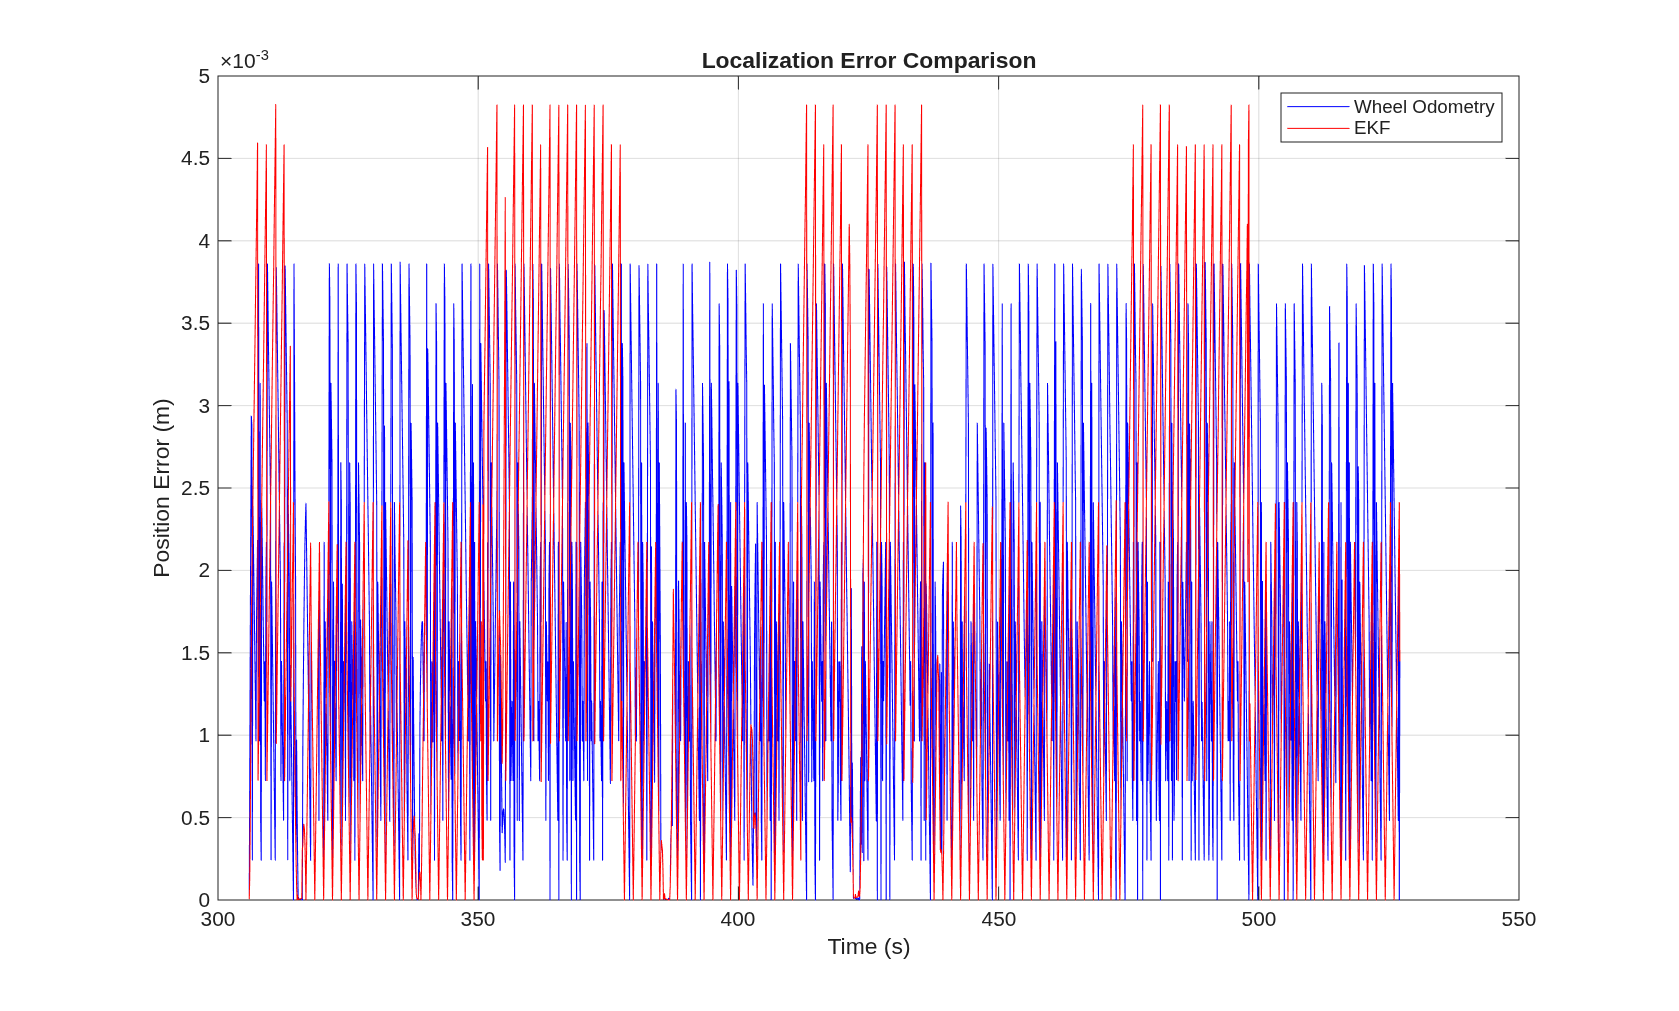 Localization Error Comparison
×10-3
Wheel Odometry
EKF
Position Error (m)
5
4.5
4
3.5
3
2.5
2
1.5
1
0.5
0
300 350 400 450 500 550
Time (s)